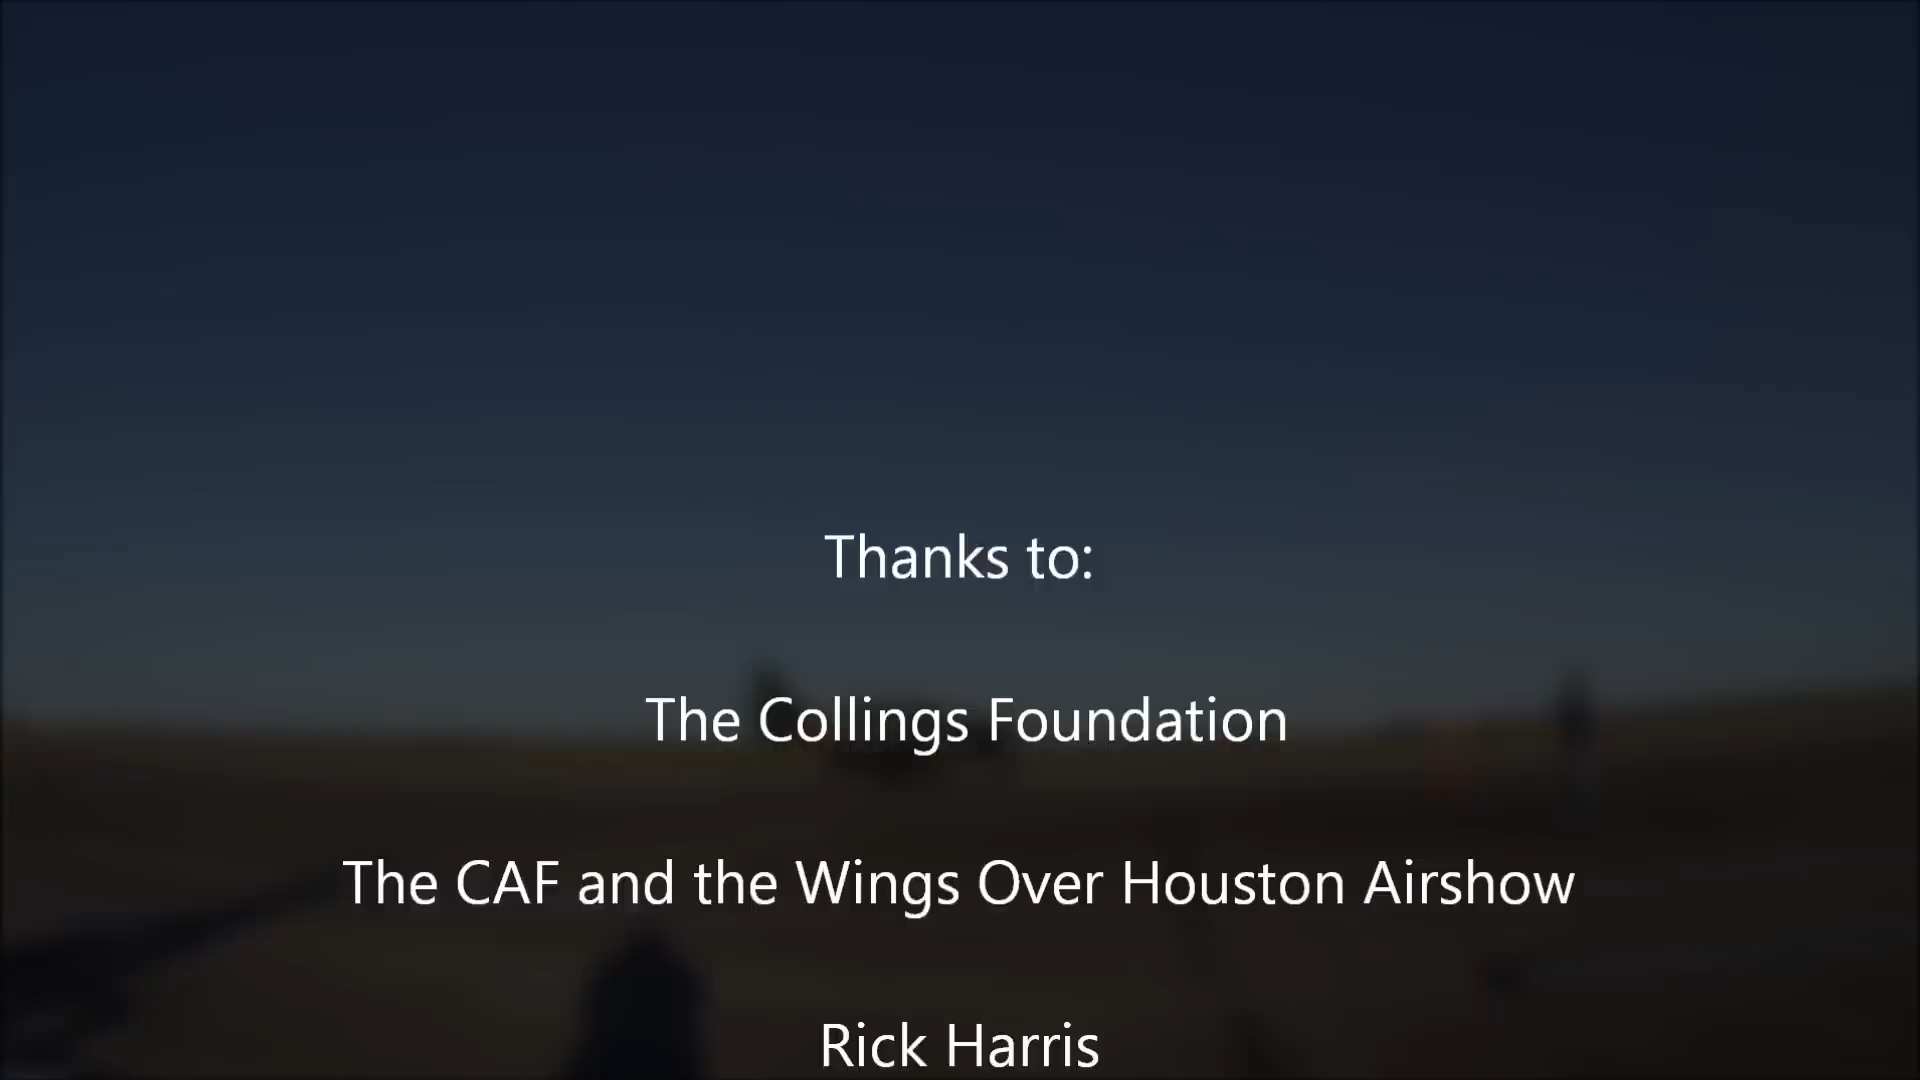 Thanks to:
The Collings Foundation
The CAF and the Wings Over Houston Airshow
Rick Harris